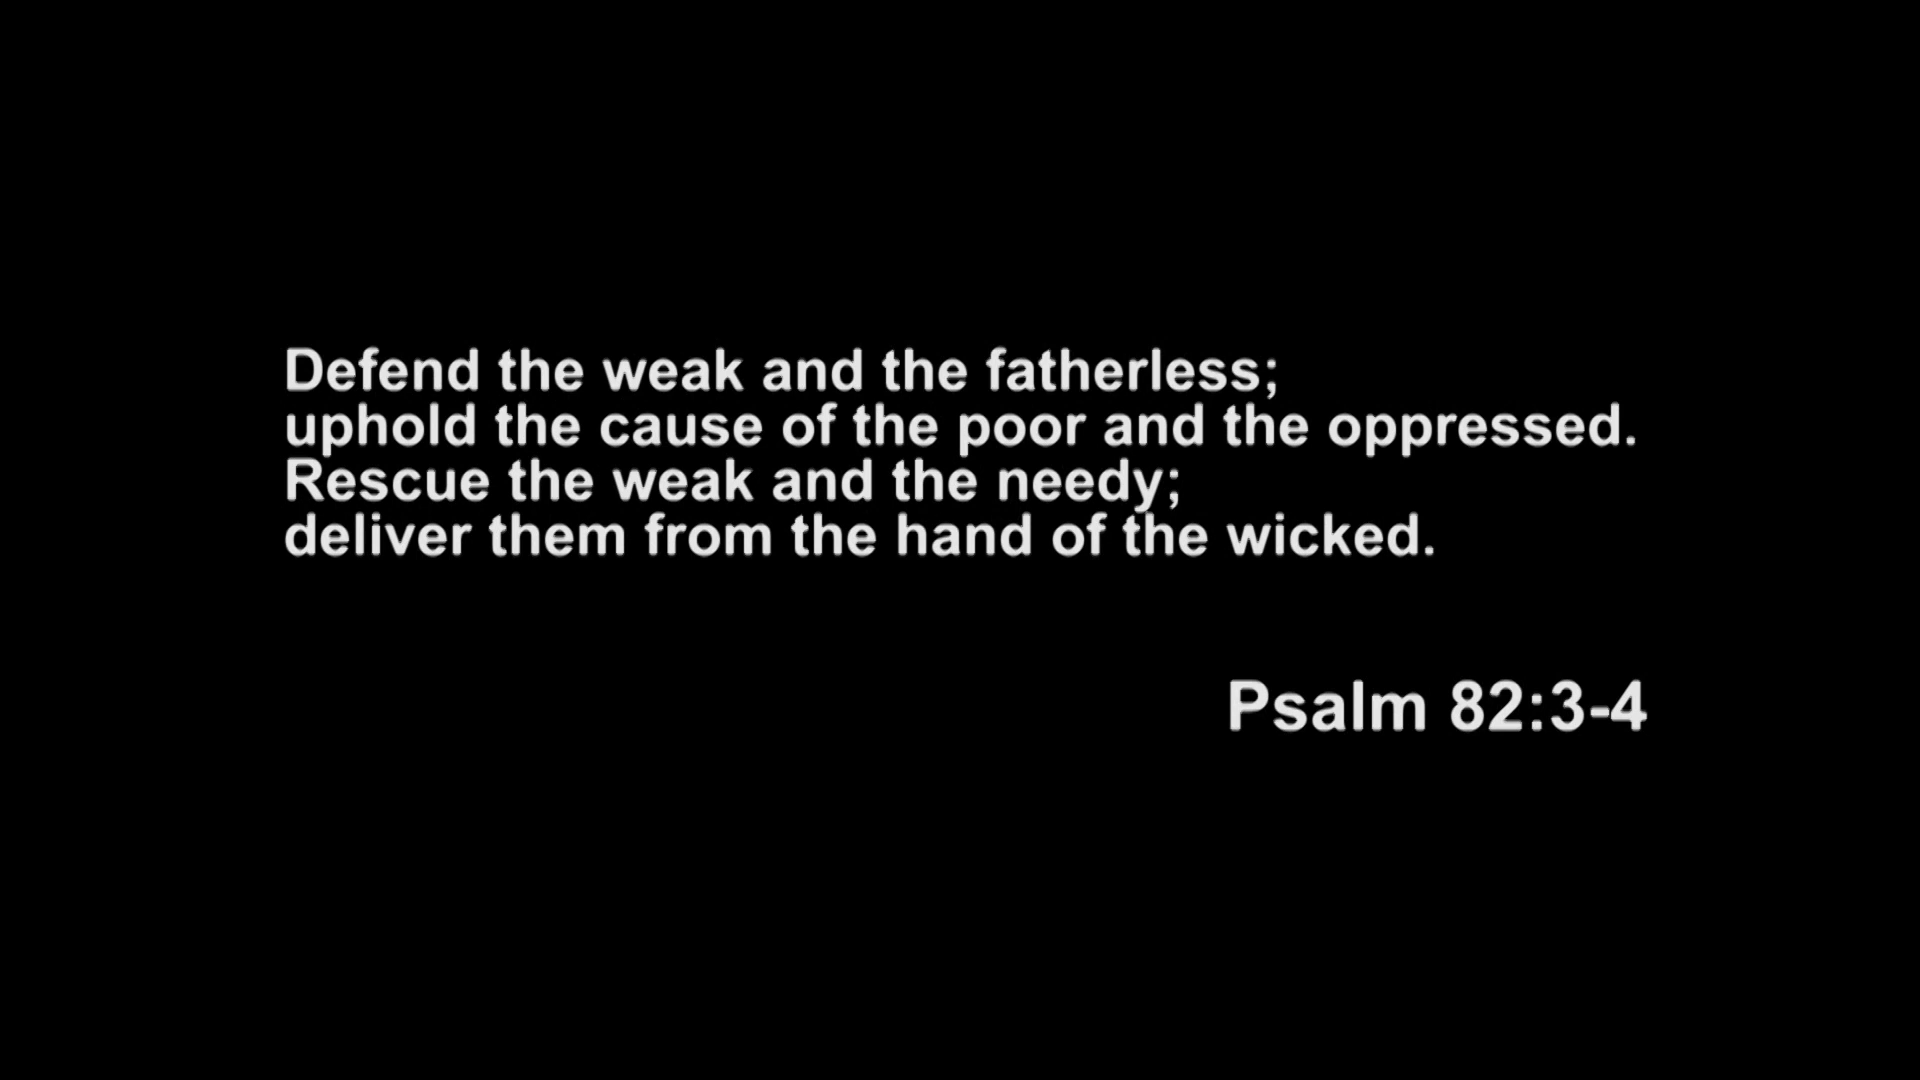 Defend the weak and the fatherless;
uphold the cause of the poor and the oppressed.
Rescue the weak and the needy;
deliver them from the hand of the wicked.
Psalm 82:3-4